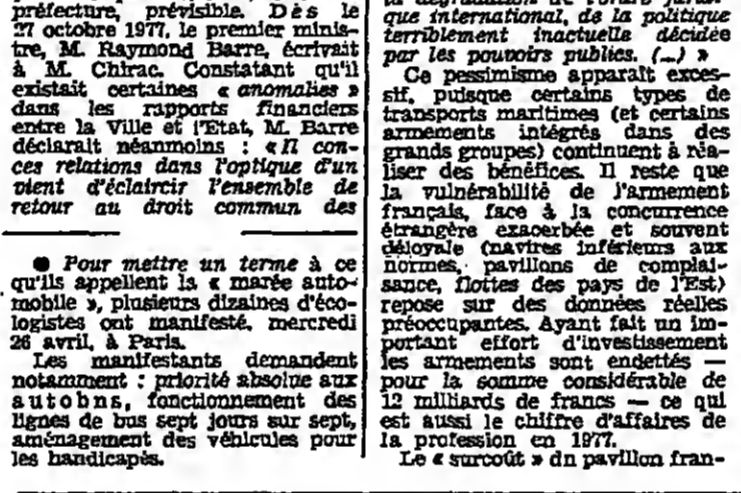 préfecture, prévisible. Dès le
27 octobre 1977, le premier minis-
tre, M. Raymond Barre, écrivait
à M. Chirac. Constatant qu'il
existait certaines « anomalies »
dans les rapports financiers
entre la Ville et l'Etat, M. Barre
déclarait néanmoins : « Il con-
ces relations dans l'optique d'un
vient d'éclaircir l'ensemble de
retour au droit commun des
● Pour mettre un terme à ce
qu'ils appellent la « marée auto-
mobile », plusieurs dizaines d'éco-
logistes ont manifesté, mercredi
26 avril, à Paris.
Les manifestants demandent
notamment : priorité absolue aux
autobus, fonctionnement des
lignes de bus sept jours sur sept,
aménagement des véhicules pour
les handicapés.
la dégradation de l'ordre juridi-
que international, de la politique
terriblement inactuelle décidée
par les pouvoirs publics. (...) »
Ce pessimisme apparaît exces-
sif, puisque certains types de
transports maritimes (et certains
armements intégrés dans des
grands groupes) continuent à réa-
liser des bénéfices. Il reste que
la vulnérabilité de l'armement
français, face à la concurrence
étrangère exacerbée et souvent
déloyale (navires inférieurs aux
normes, pavillons de complai-
sance, flottes des pays de l'Est)
repose sur des données réelles
préoccupantes. Ayant fait un im-
portant effort d'investissement
les armements sont endettés —
pour la somme considérable de
12 milliards de francs — ce qui
est aussi le chiffre d'affaires de
la profession en 1977.
Le « surcoût » du pavillon fran-